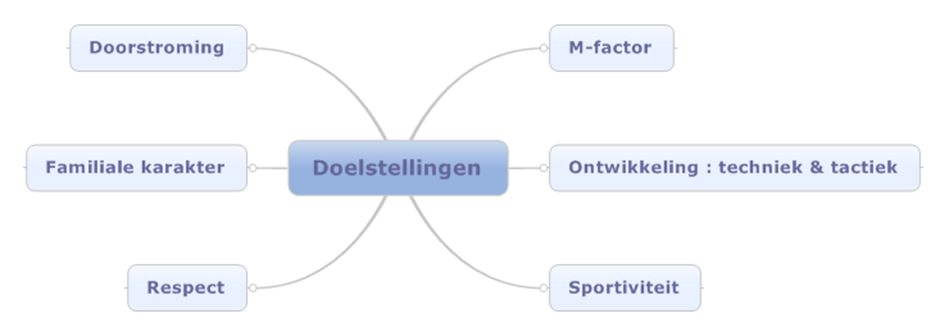 Doorstroming
M-factor
Familiale karakter
Doelstellingen
Ontwikkeling : techniek & tactiek
Respect
Sportiviteit